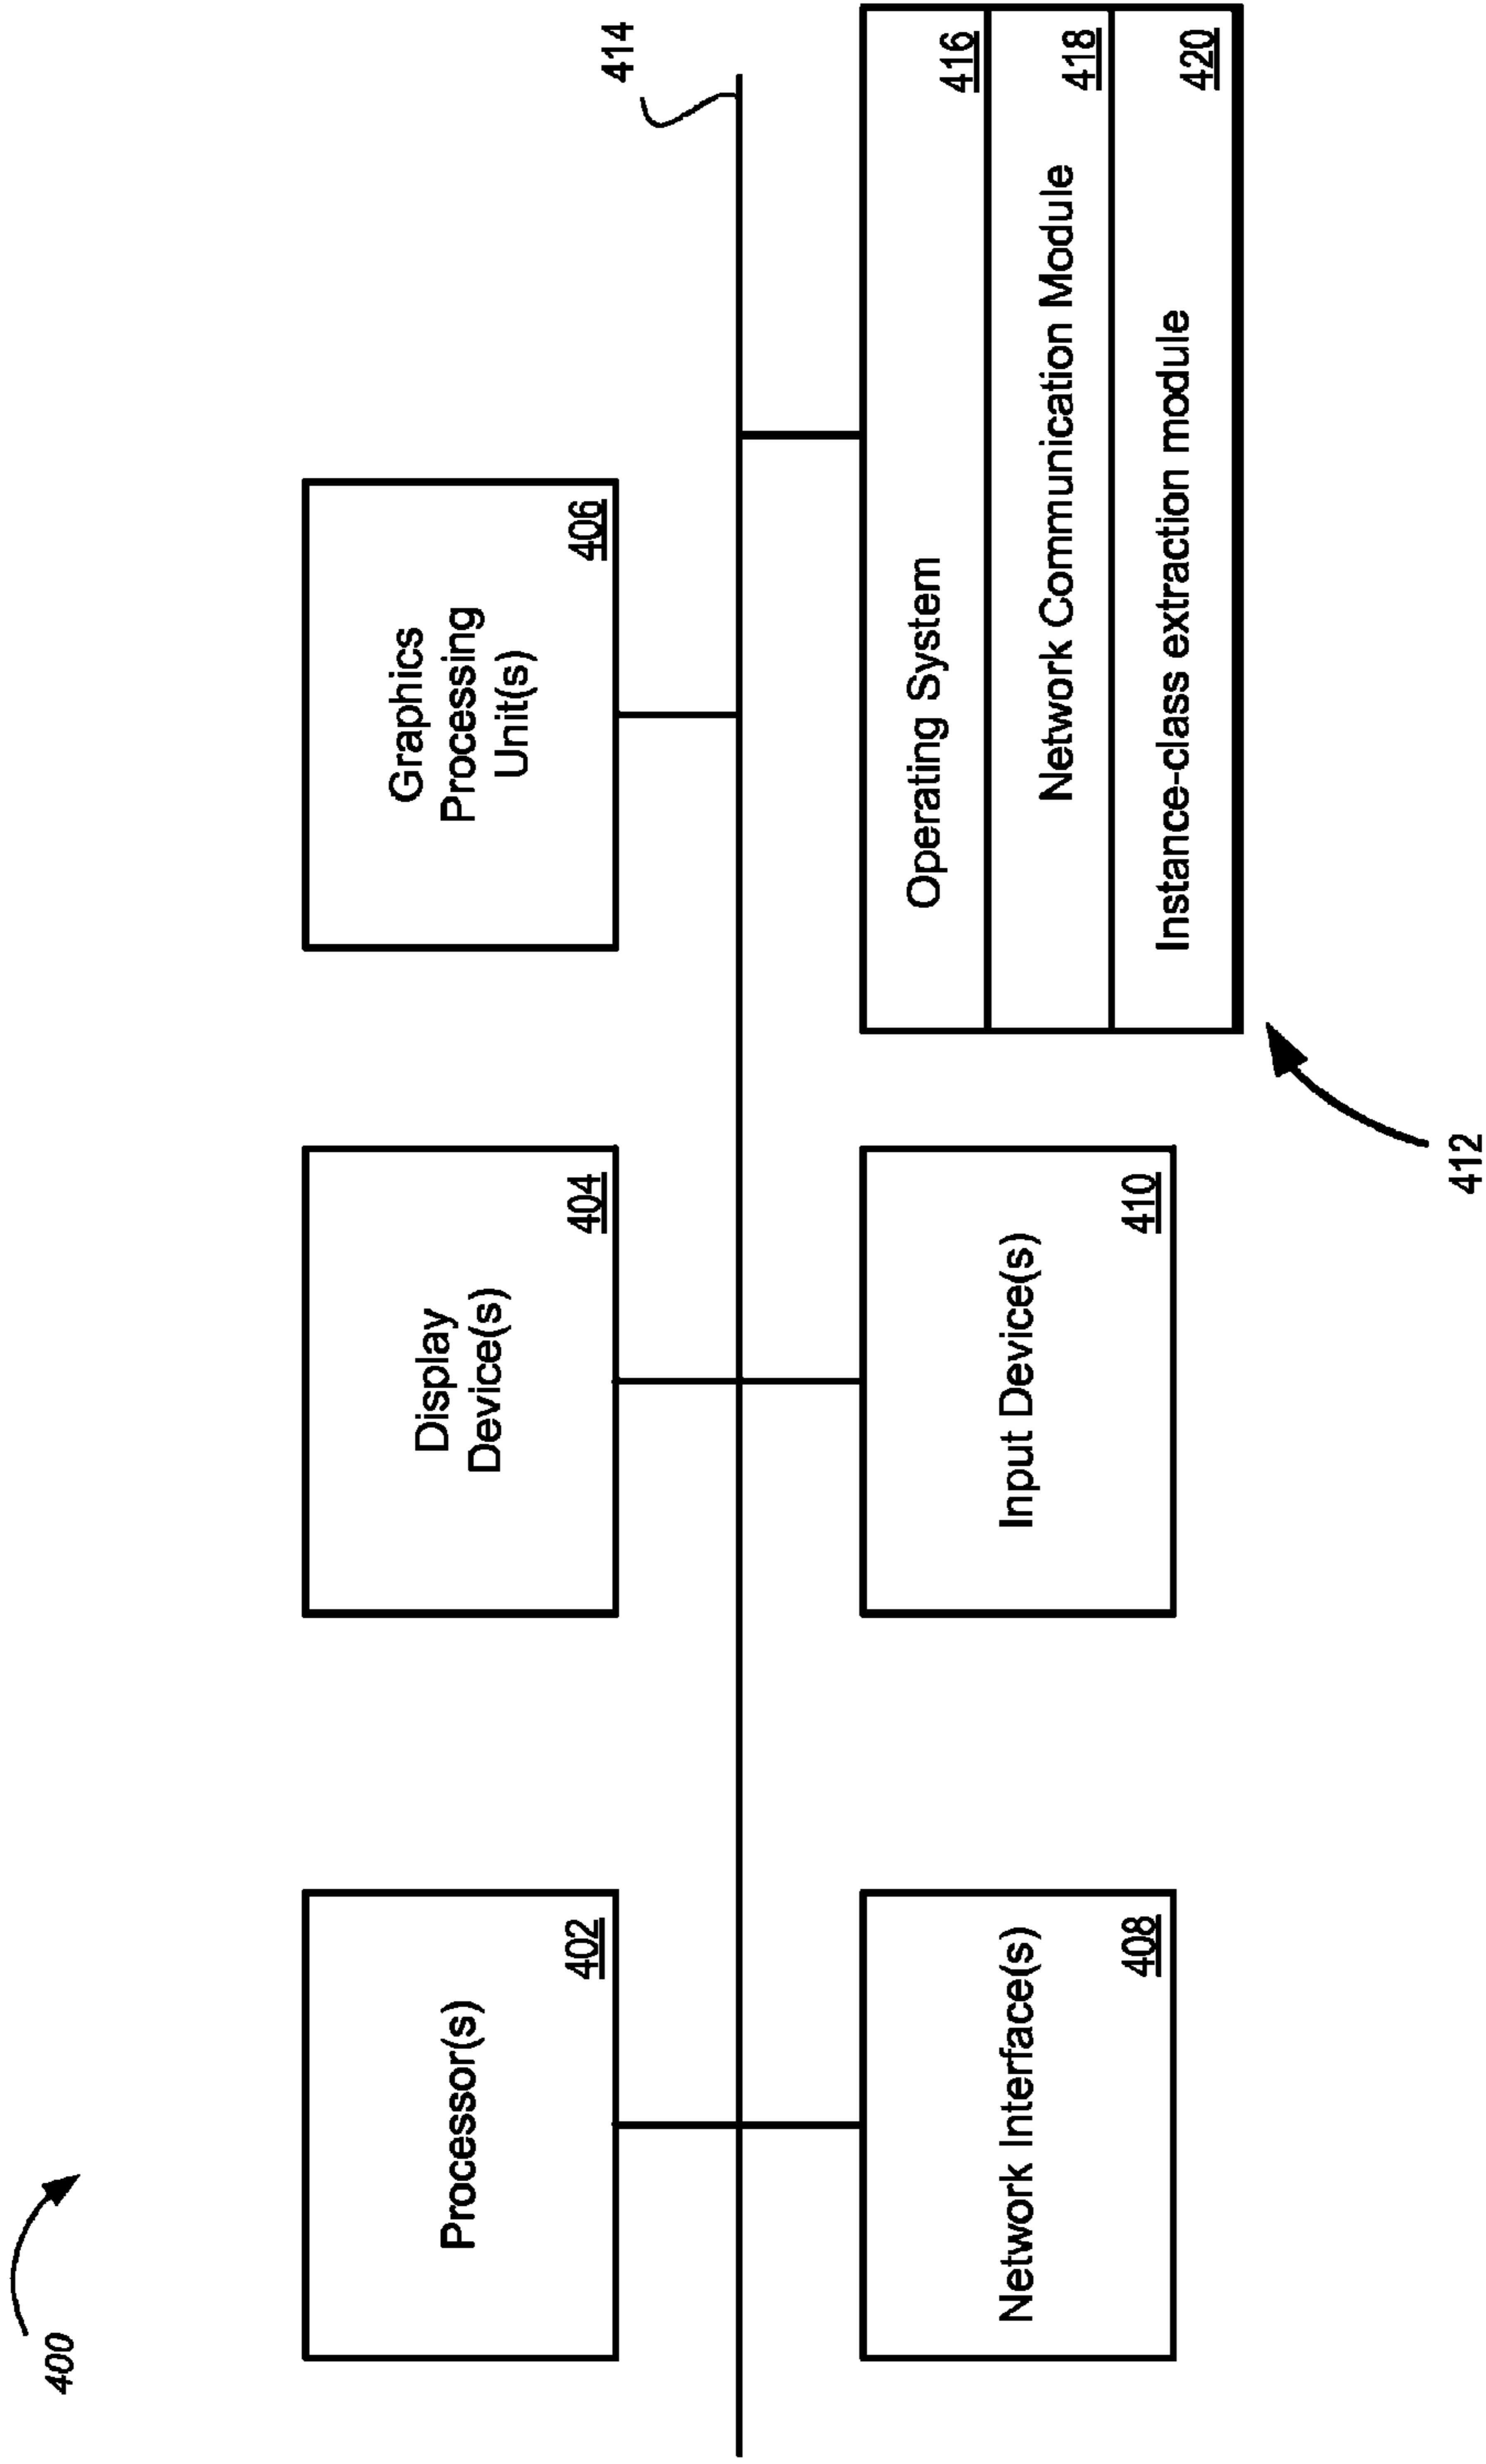 400
Processor(s)
402
Display
Device(s)
404
Graphics
Processing
Unit(s)
406
414
Network Interface(s)
408
Input Device(s)
410
Operating System
416
Network Communication Module
418
Instance-class extraction module
420
412